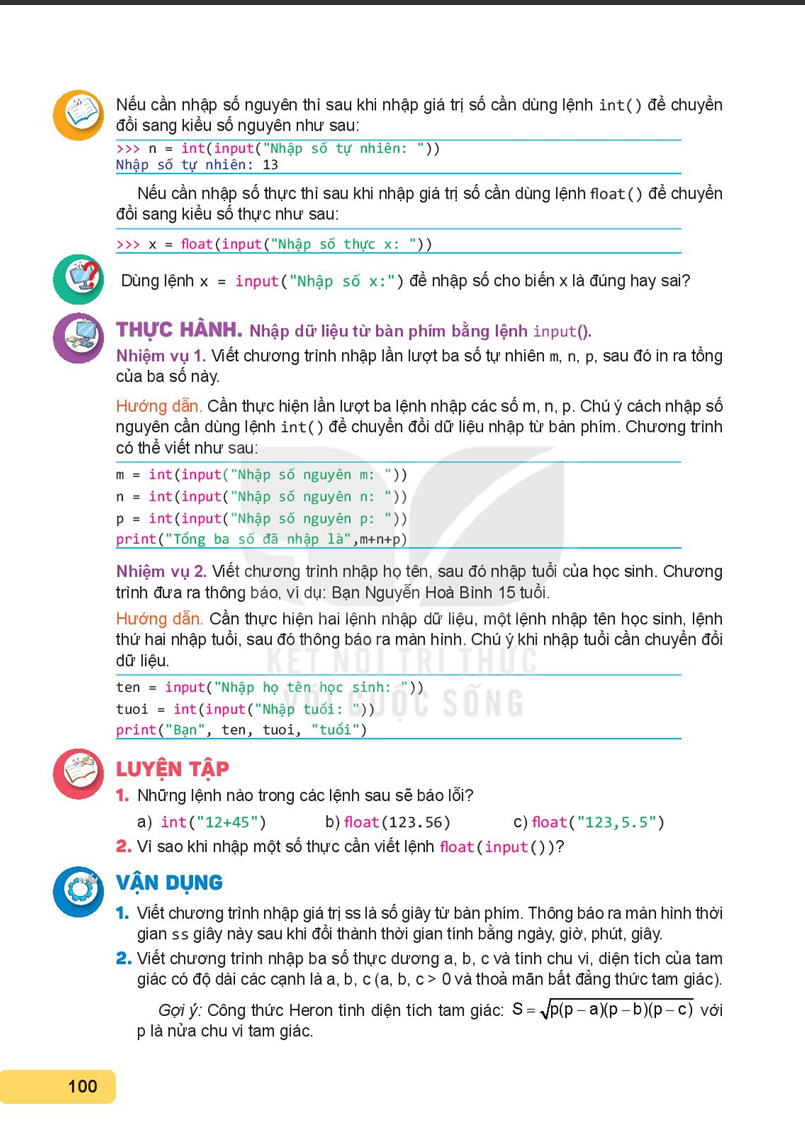 Nếu cần nhập số nguyên thì sau khi nhập giá trị số cần dùng lệnh int() để chuyển
đổi sang kiểu số nguyên như sau:
>>> n = int(input("Nhập số tự nhiên: "))
Nhập số tự nhiên: 13
Nếu cần nhập số thực thì sau khi nhập giá trị số cần dùng lệnh float() để chuyển
đổi sang kiểu số thực như sau:
>>> x = float(input("Nhập số thực x: "))
Dùng lệnh x = input("Nhập số x:") để nhập số cho biến x là đúng hay sai?
THỰC HÀNH. Nhập dữ liệu từ bàn phím bằng lệnh input().
Nhiệm vụ 1. Viết chương trình nhập lần lượt ba số tự nhiên m, n, p, sau đó in ra tổng
của ba số này.
Hướng dẫn. Cần thực hiện lần lượt ba lệnh nhập các số m, n, p. Chú ý cách nhập số
nguyên cần dùng lệnh int() để chuyển đổi dữ liệu nhập từ bàn phím. Chương trình
có thể viết như sau:
m = int(input("Nhập số nguyên m: "))
n = int(input("Nhập số nguyên n: "))
p = int(input("Nhập số nguyên p: "))
print("Tổng ba số đã nhập là",m+n+p)
Nhiệm vụ 2. Viết chương trình nhập họ tên, sau đó nhập tuổi của học sinh. Chương
trình đưa ra thông báo, ví dụ: Bạn Nguyễn Hoà Bình 15 tuổi.
Hướng dẫn. Cần thực hiện hai lệnh nhập dữ liệu, một lệnh nhập tên học sinh, lệnh
thứ hai nhập tuổi, sau đó thông báo ra màn hình. Chú ý khi nhập tuổi cần chuyển đổi
dữ liệu.
KẾT NỐI TRI THỨC
VỚI CUỘC SỐNG
ten = input("Nhập họ tên học sinh: "))
tuoi = int(input("Nhập tuổi: "))
print("Bạn", ten, tuoi, "tuổi")
LUYỆN TẬP
1. Những lệnh nào trong các lệnh sau sẽ báo lỗi?
a) int("12+45") b) float(123.56) c) float("123,5.5")
2. Vì sao khi nhập một số thực cần viết lệnh float(input())?
VẬN DỤNG
1. Viết chương trình nhập giá trị ss là số giây từ bàn phím. Thông báo ra màn hình thời
gian ss giây này sau khi đổi thành thời gian tính bằng ngày, giờ, phút, giây.
2. Viết chương trình nhập ba số thực dương a, b, c và tính chu vi, diện tích của tam
giác có độ dài các cạnh là a, b, c (a, b, c > 0 và thoả mãn bất đẳng thức tam giác).
Gợi ý: Công thức Heron tính diện tích tam giác: S = √p(p – a)(p – b)(p – c) với
p là nửa chu vi tam giác.
100